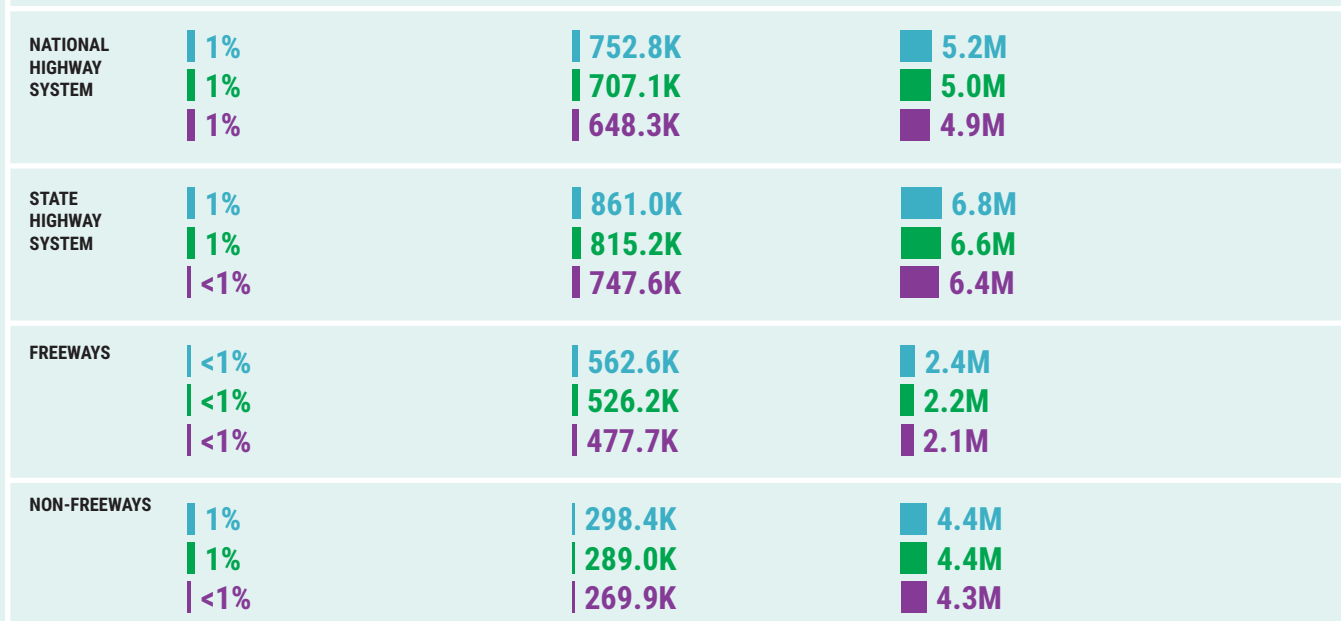 NATIONAL
HIGHWAY
SYSTEM
1% 752.8K 5.2M
1% 707.1K 5.0M
1% 648.3K 4.9M
STATE
HIGHWAY
SYSTEM
1% 861.0K 6.8M
1% 815.2K 6.6M
<1% 747.6K 6.4M
FREEWAYS
<1% 562.6K 2.4M
<1% 526.2K 2.2M
<1% 477.7K 2.1M
NON-FREEWAYS
1% 298.4K 4.4M
1% 289.0K 4.4M
<1% 269.9K 4.3M